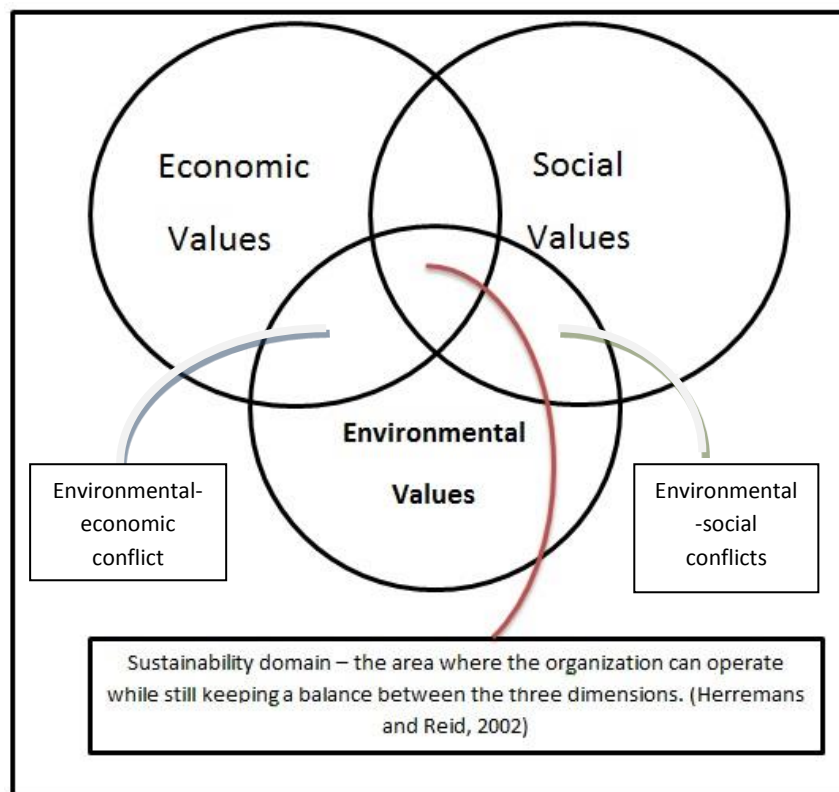 Economic
Values
Social
Values
Environmental
Values
Environmental-
economic
conflict
Environmental
-social
conflicts
Sustainability domain – the area where the organization can operate
while still keeping a balance between the three dimensions. (Herremans
and Reid, 2002)